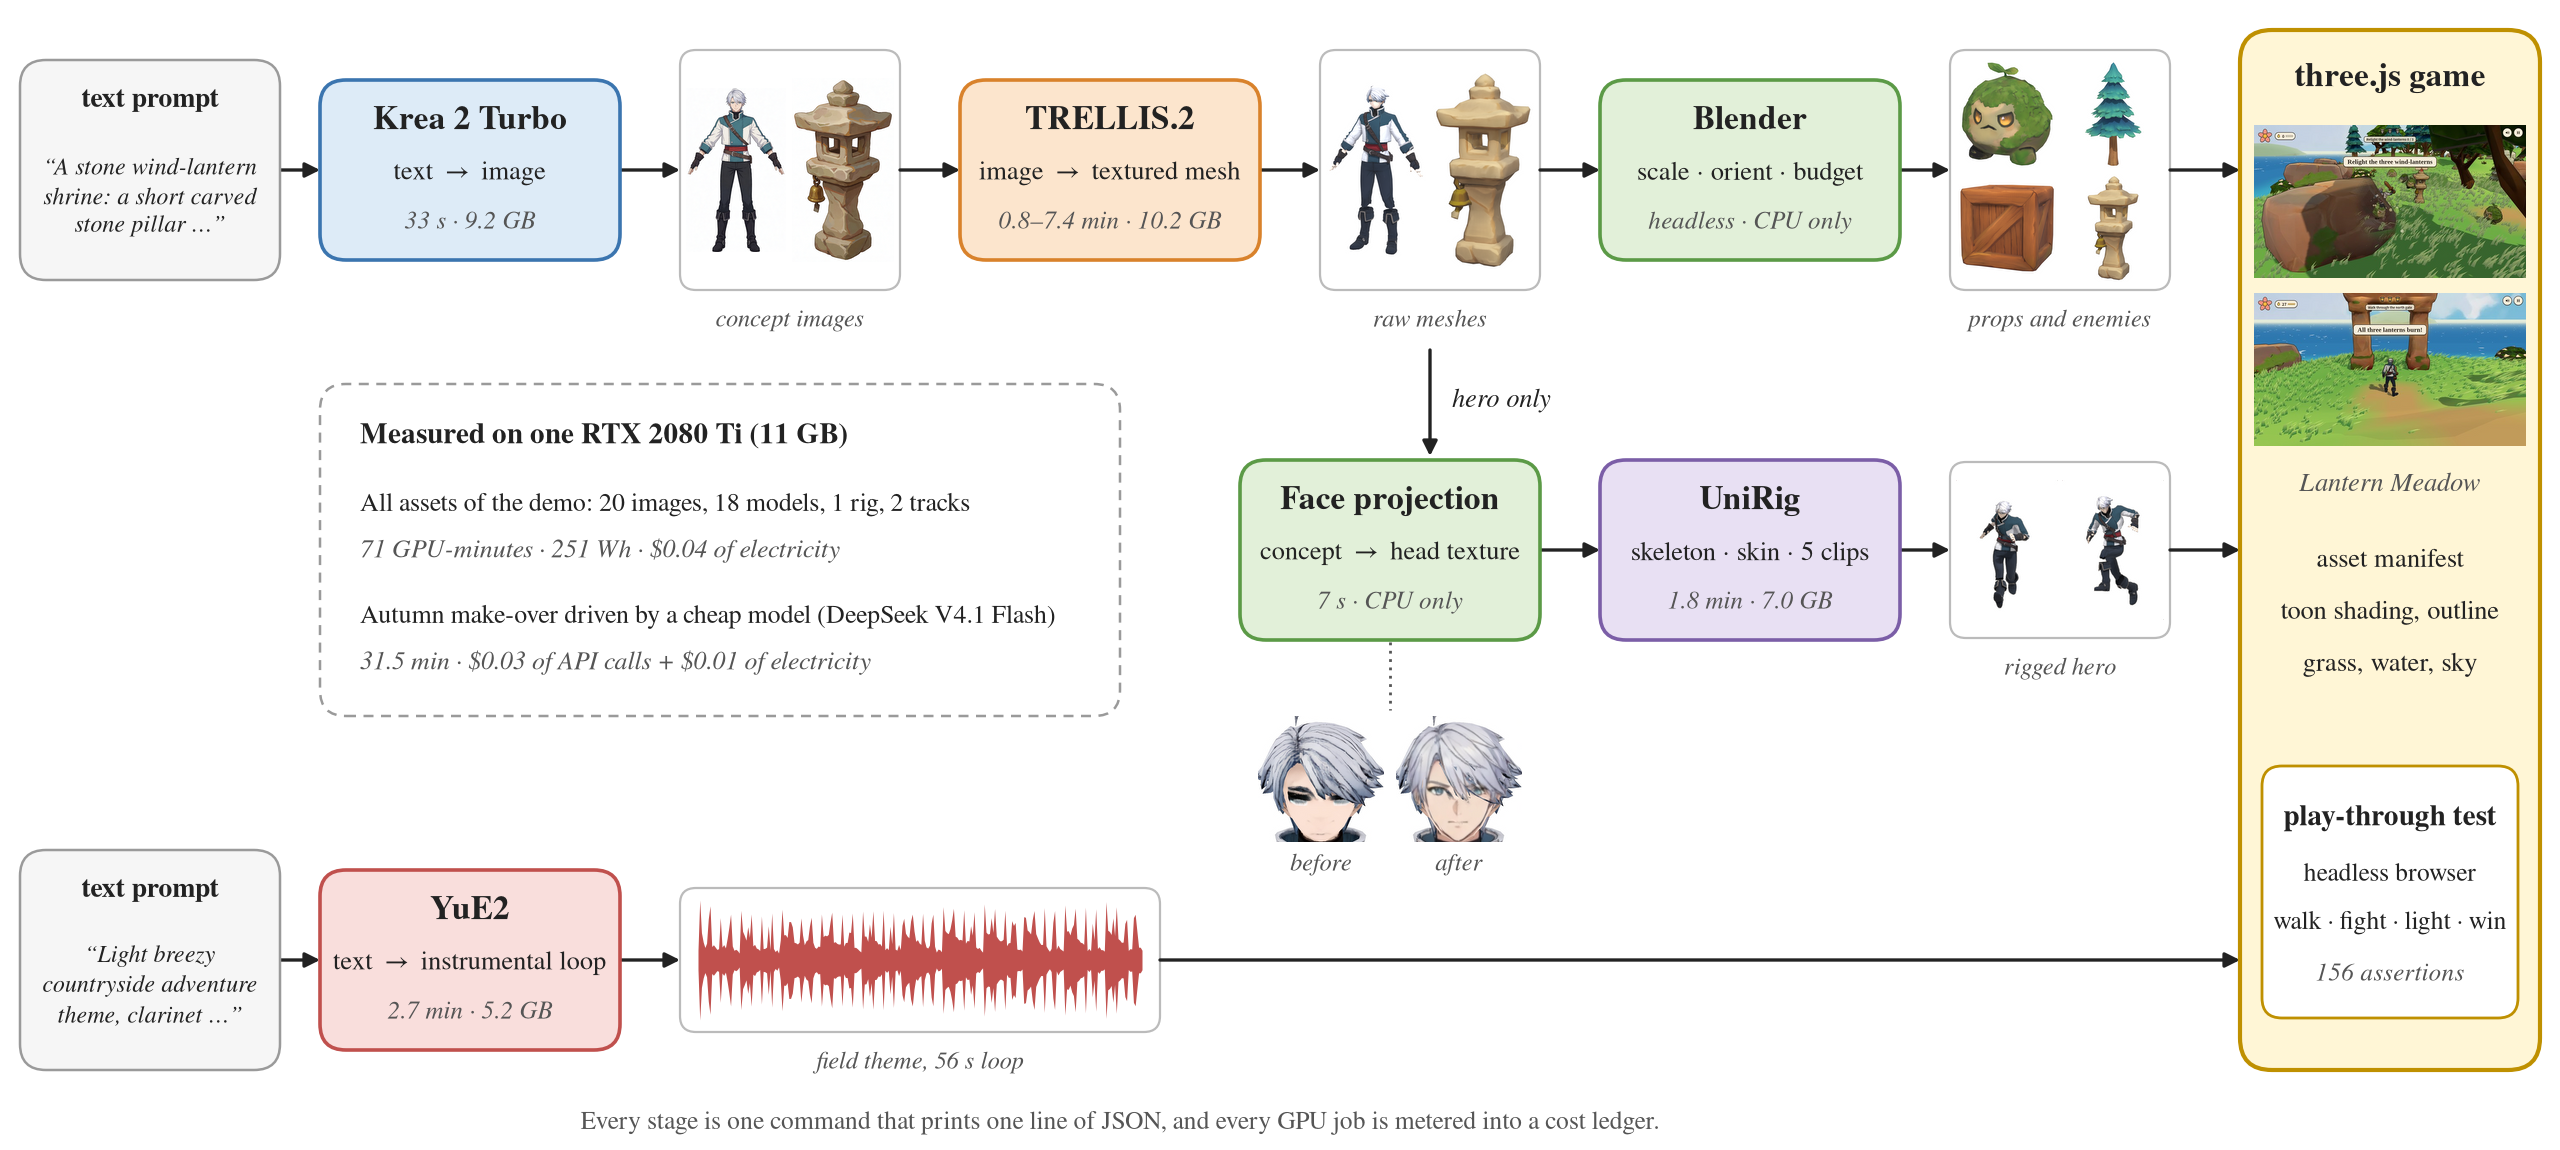 text prompt
“A stone wind-lantern
shrine: a short carved
stone pillar …”
Krea 2 Turbo
text → image
33 s · 9.2 GB
concept images
TRELLIS.2
image → textured mesh
0.8–7.4 min · 10.2 GB
raw meshes
Blender
scale · orient · budget
headless · CPU only
props and enemies
three.js game
Relight the three wind-lanterns
All three lanterns burn!
Lantern Meadow
asset manifest
toon shading, outline
grass, water, sky
hero only
Measured on one RTX 2080 Ti (11 GB)
All assets of the demo: 20 images, 18 models, 1 rig, 2 tracks
71 GPU-minutes · 251 Wh · $0.04 of electricity
Autumn make-over driven by a cheap model (DeepSeek V4.1 Flash)
31.5 min · $0.03 of API calls + $0.01 of electricity
Face projection
concept → head texture
7 s · CPU only
before
after
UniRig
skeleton · skin · 5 clips
1.8 min · 7.0 GB
rigged hero
play-through test
headless browser
walk · fight · light · win
156 assertions
text prompt
“Light breezy
countryside adventure
theme, clarinet …”
YuE2
text → instrumental loop
2.7 min · 5.2 GB
field theme, 56 s loop
Every stage is one command that prints one line of JSON, and every GPU job is metered into a cost ledger.